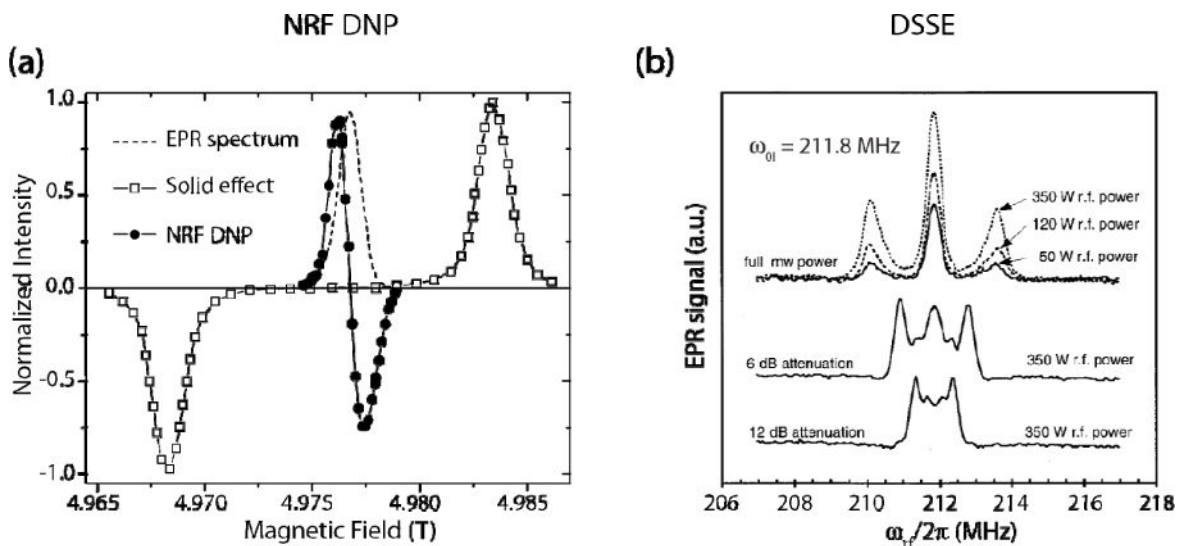 NRF DNP
(a)
1.0
0.5
0.0
-0.5
-1.0
Normalized Intensity
EPR spectrum
Solid effect
NRF DNP
4.965 4.970 4.975 4.980 4.985
Magnetic Field (T)
DSSE
(b)
EPR signal (a.u.)
ω0I = 211.8 MHz
350 W r.f. power
120 W r.f. power
50 W r.f. power
full mw power
6 dB attenuation 350 W r.f. power
12 dB attenuation 350 W r.f. power
206 208 210 212 214 216 218
ωrf/2π (MHz)